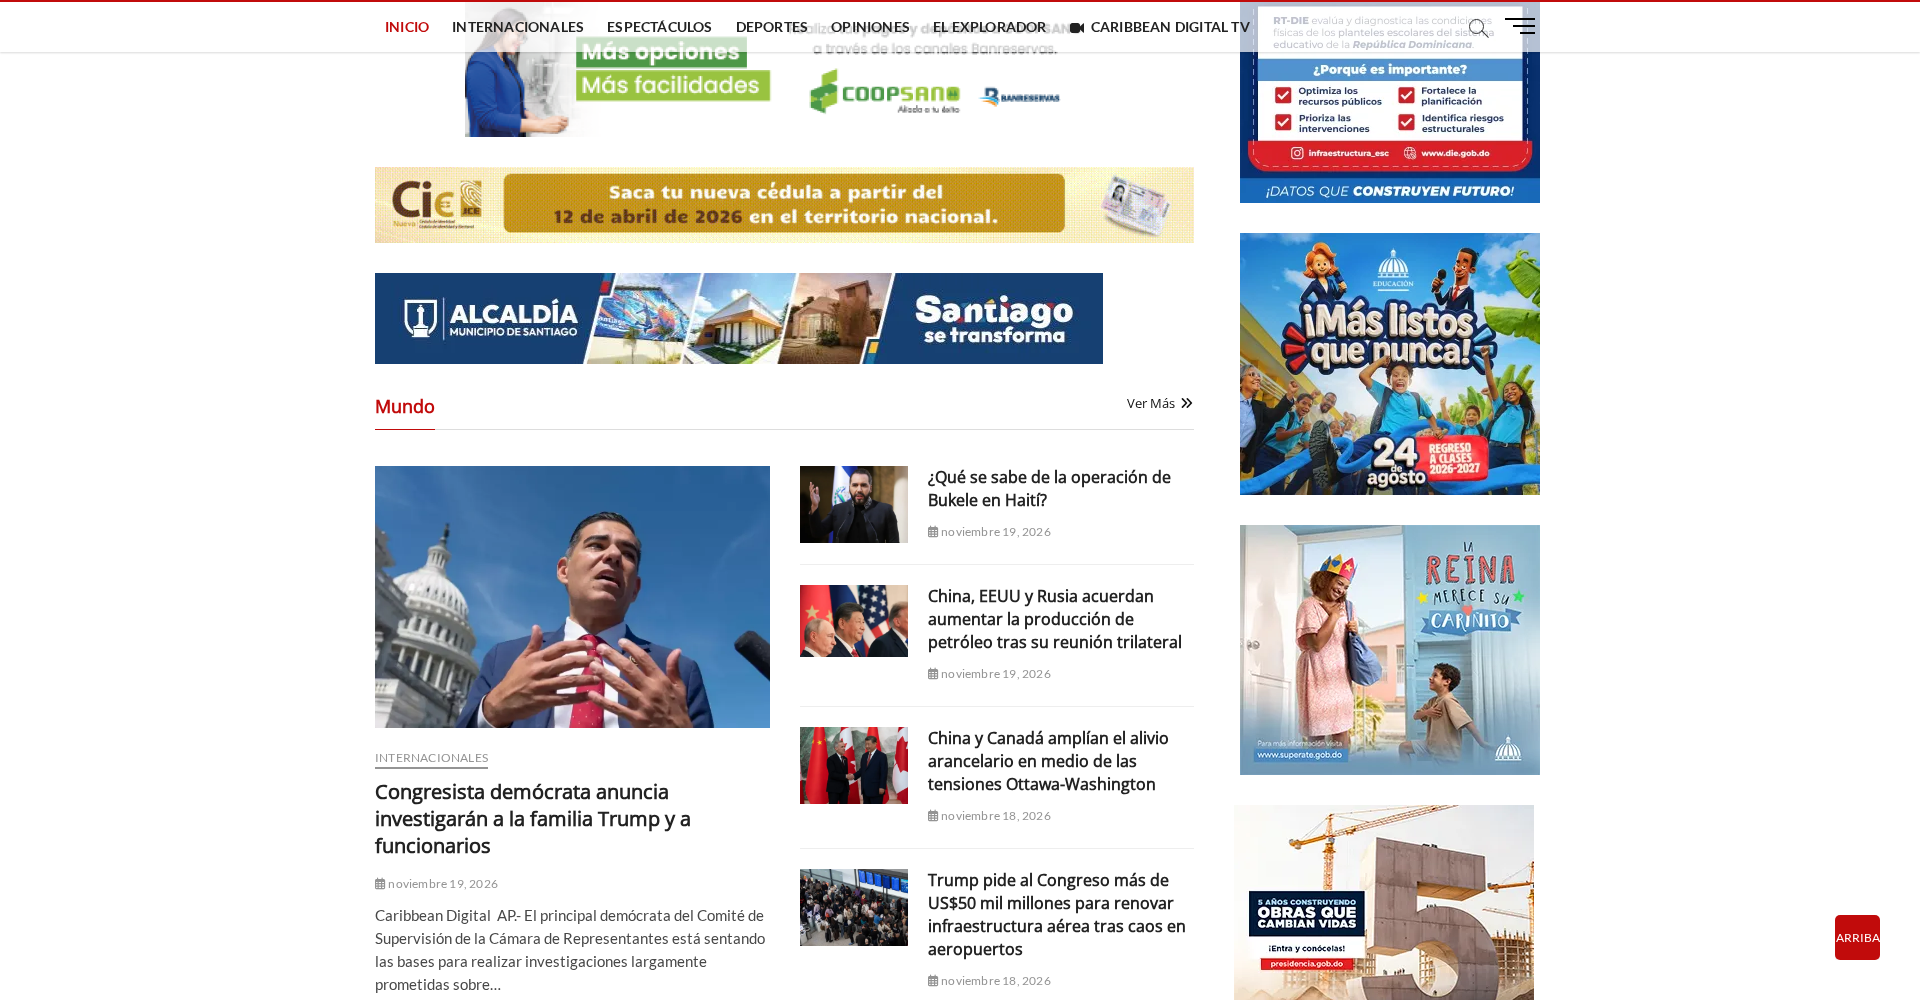 INICIO INTERNACIONALES ESPECTÁCULOS DEPORTES OPINIONES EL EXPLORADOR CARIBBEAN DIGITAL TV
Más opciones
Más facilidades
a través de los canales Banreservas.
COOPSANO
Aliada a tu éxito
BANRESERVAS
Cie
JCE
Nueva
Saca tu nueva cédula a partir del
12 de abril de 2026 en el territorio nacional.
ALCALDÍA
MUNICIPIO DE SANTIAGO
Santiago
se transforma
Mundo
Ver Más
INTERNACIONALES
Congresista demócrata anuncia
investigarán a la familia Trump y a
funcionarios
noviembre 19, 2026
Caribbean Digital  AP.- El principal demócrata del Comité de
Supervisión de la Cámara de Representantes está sentando
las bases para realizar investigaciones largamente
prometidas sobre…
¿Qué se sabe de la operación de
Bukele en Haití?
noviembre 19, 2026
China, EEUU y Rusia acuerdan
aumentar la producción de
petróleo tras su reunión trilateral
noviembre 19, 2026
China y Canadá amplían el alivio
arancelario en medio de las
tensiones Ottawa-Washington
noviembre 18, 2026
Trump pide al Congreso más de
US$50 mil millones para renovar
infraestructura aérea tras caos en
aeropuertos
noviembre 18, 2026
RT-DIE evalúa y diagnostica las condiciones
físicas de los planteles escolares del sistema
educativo de la República Dominicana.
¿Porqué es importante?
Optimiza los
recursos públicos
Fortalece la
planificación
Prioriza las
intervenciones
Identifica riesgos
estructurales
infraestructura_esc
www.die.gob.do
¡DATOS QUE CONSTRUYEN FUTURO!
EDUCACIÓN
¡Más listos
que nunca!
24
de
agosto
REGRESO
A CLASES
2026-2027
LA
REINA
MERECE SU
CARIÑITO
Para más información visita
www.superate.gob.do
5 AÑOS CONSTRUYENDO
OBRAS QUE
CAMBIAN VIDAS
¡Entra y conócelas!
presidencia.gob.do
ARRIBA